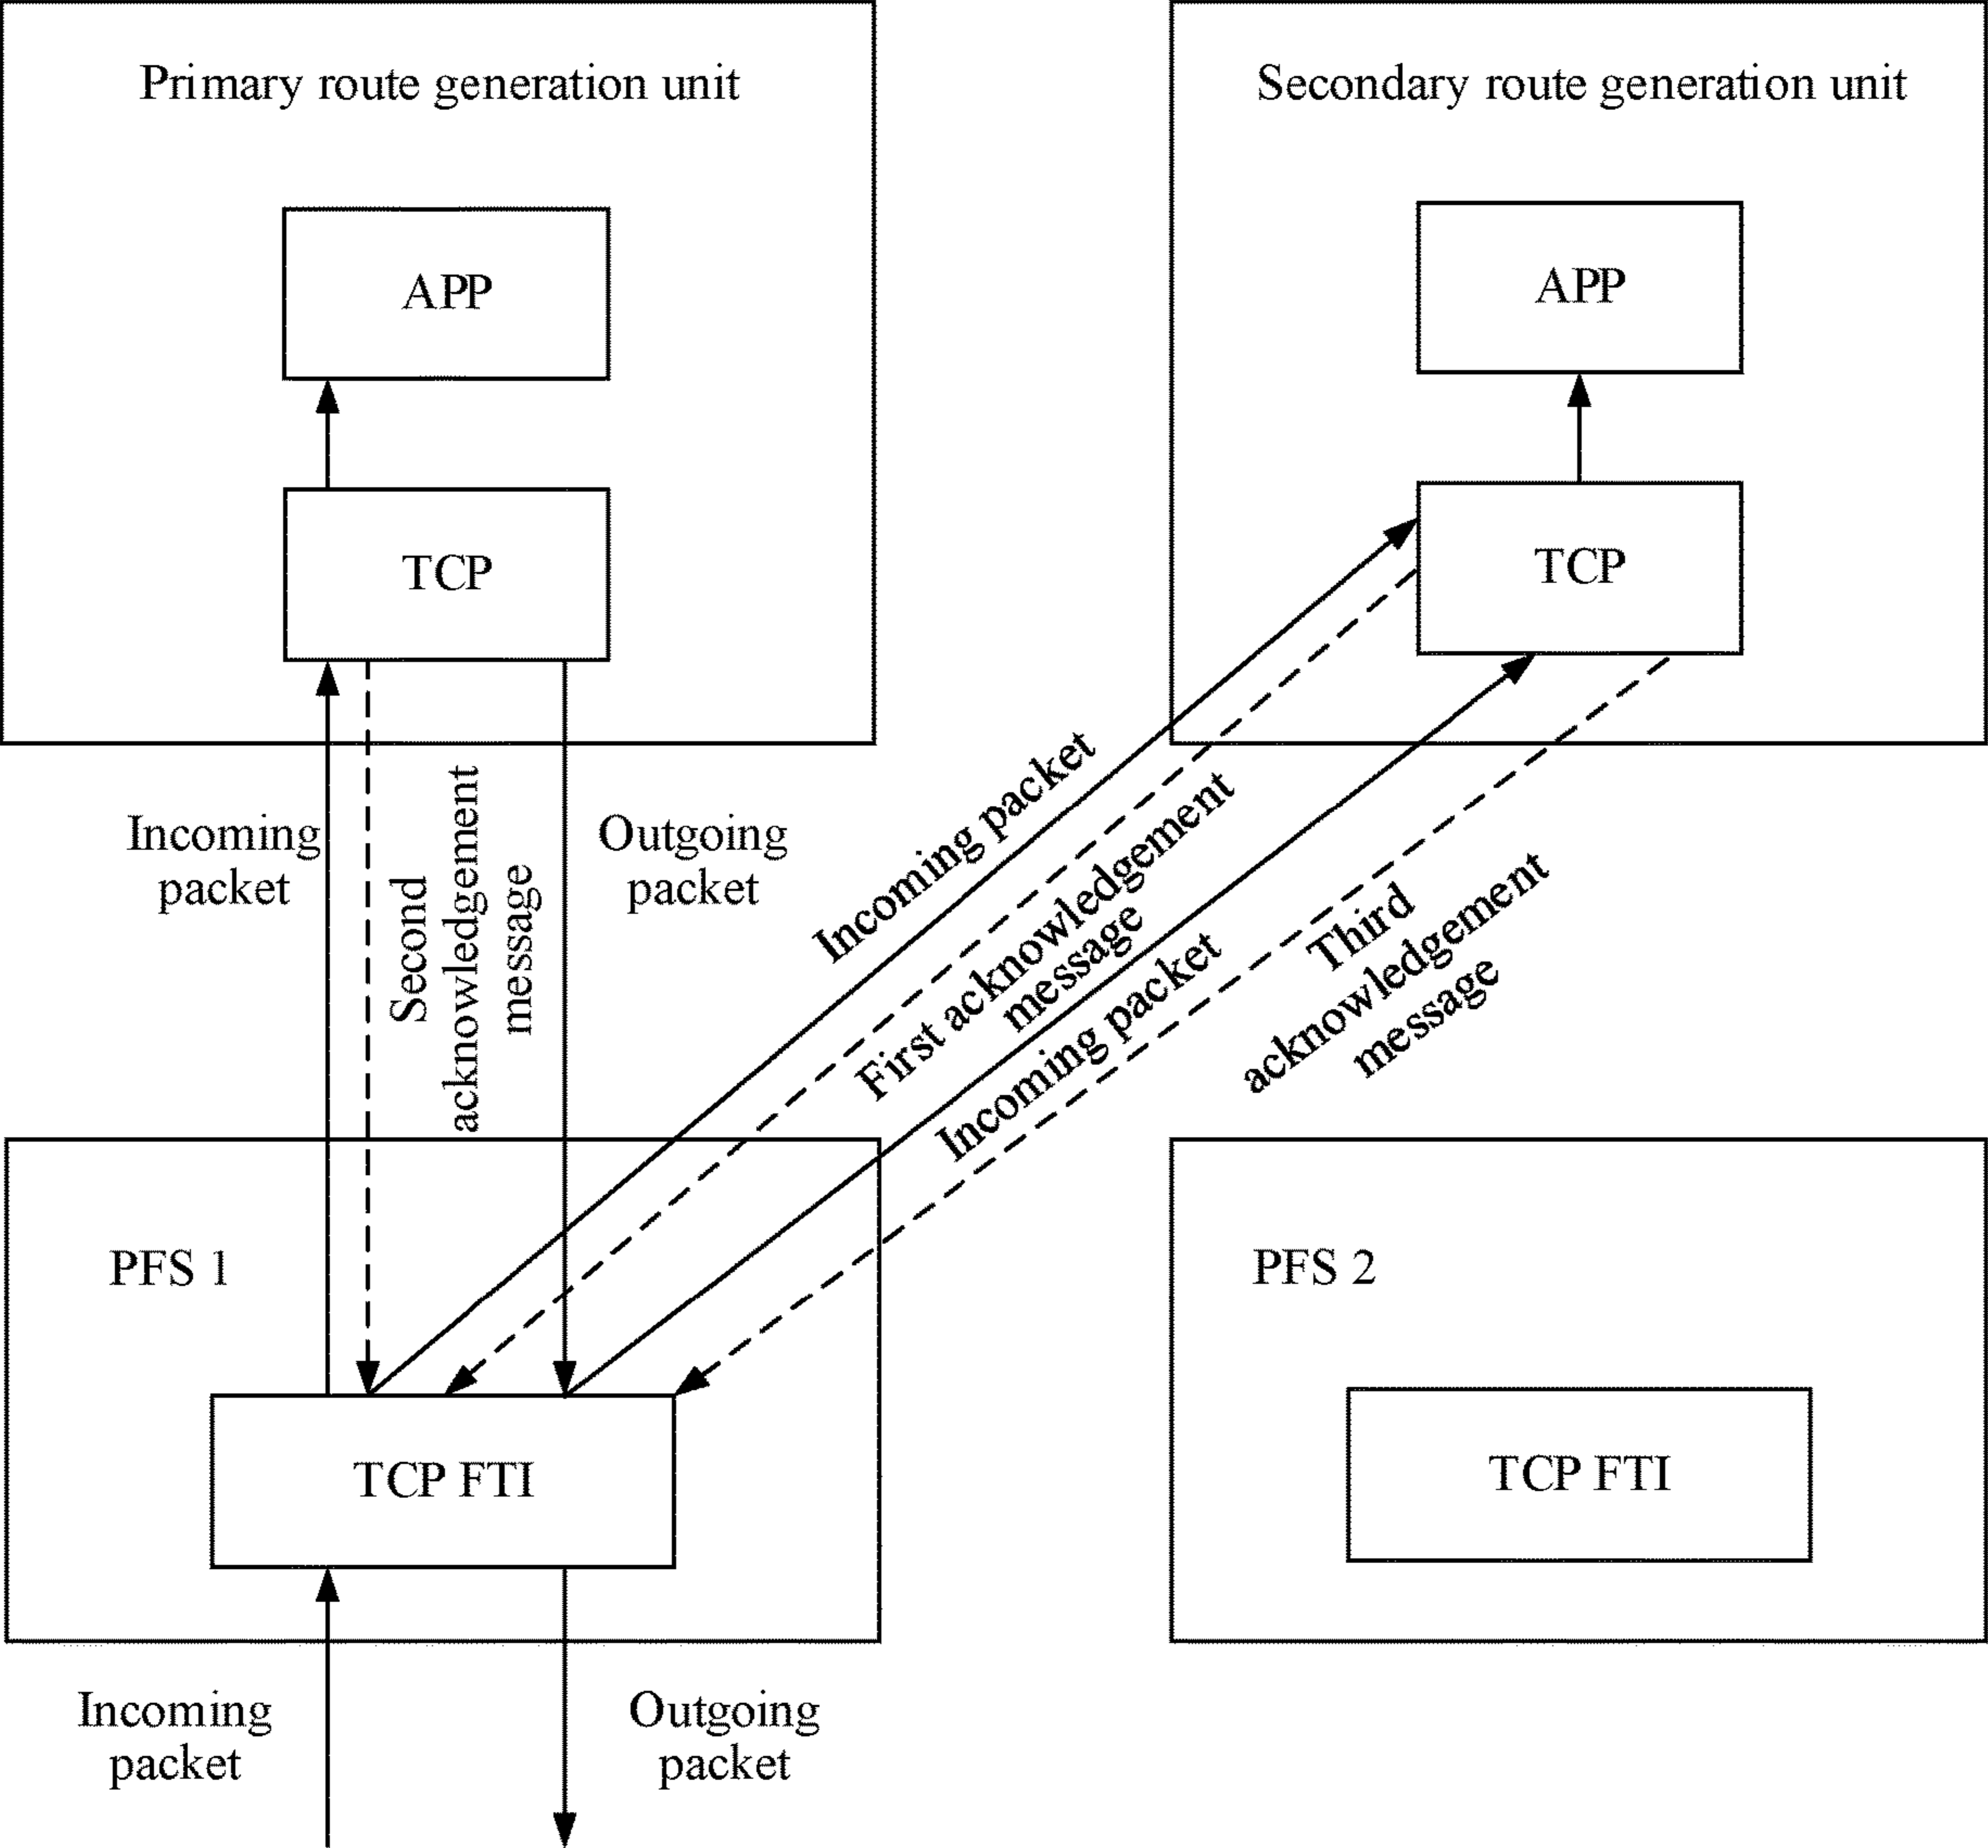 Primary route generation unit
Secondary route generation unit
APP
APP
TCP
TCP
Incoming
packet
Second
acknowledgement
message
Outgoing
packet
Incoming packet
First acknowledgement
message
Incoming packet
Third
acknowledgement
message
PFS 1
PFS 2
TCP FTI
TCP FTI
Incoming
packet
Outgoing
packet